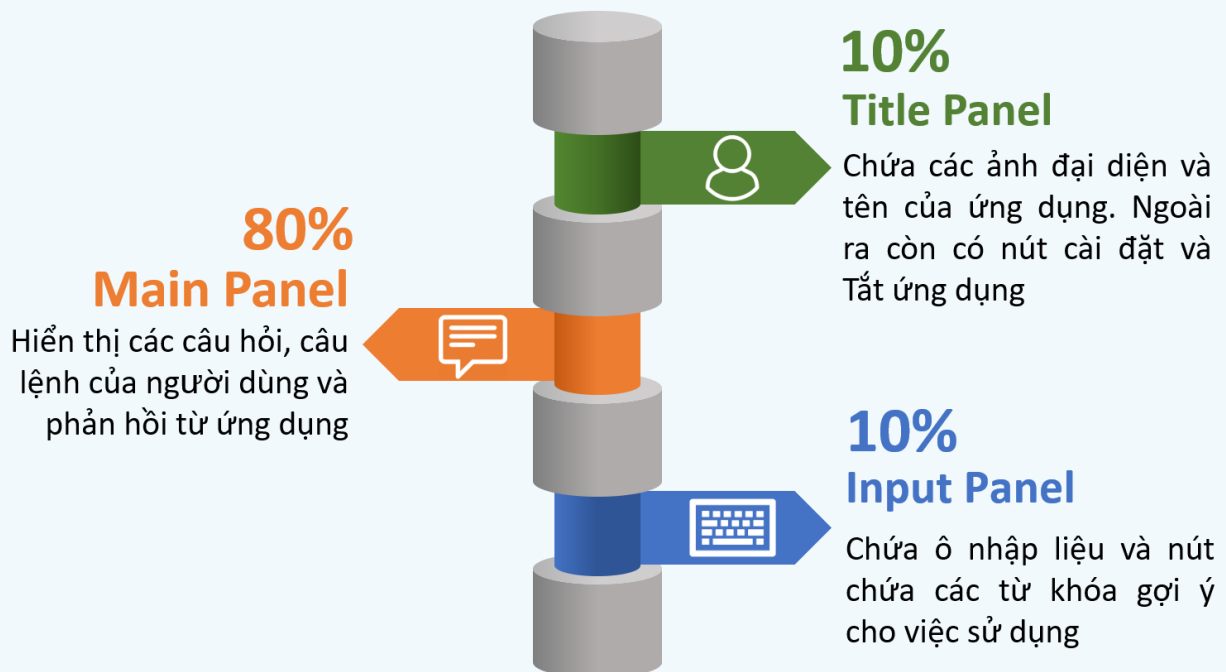 10%
Title Panel
Chứa các ảnh đại diện và
tên của ứng dụng. Ngoài
ra còn có nút cài đặt và
Tắt ứng dụng
80%
Main Panel
Hiển thị các câu hỏi, câu
lệnh của người dùng và
phản hồi từ ứng dụng
10%
Input Panel
Chứa ô nhập liệu và nút
chứa các từ khóa gợi ý
cho việc sử dụng